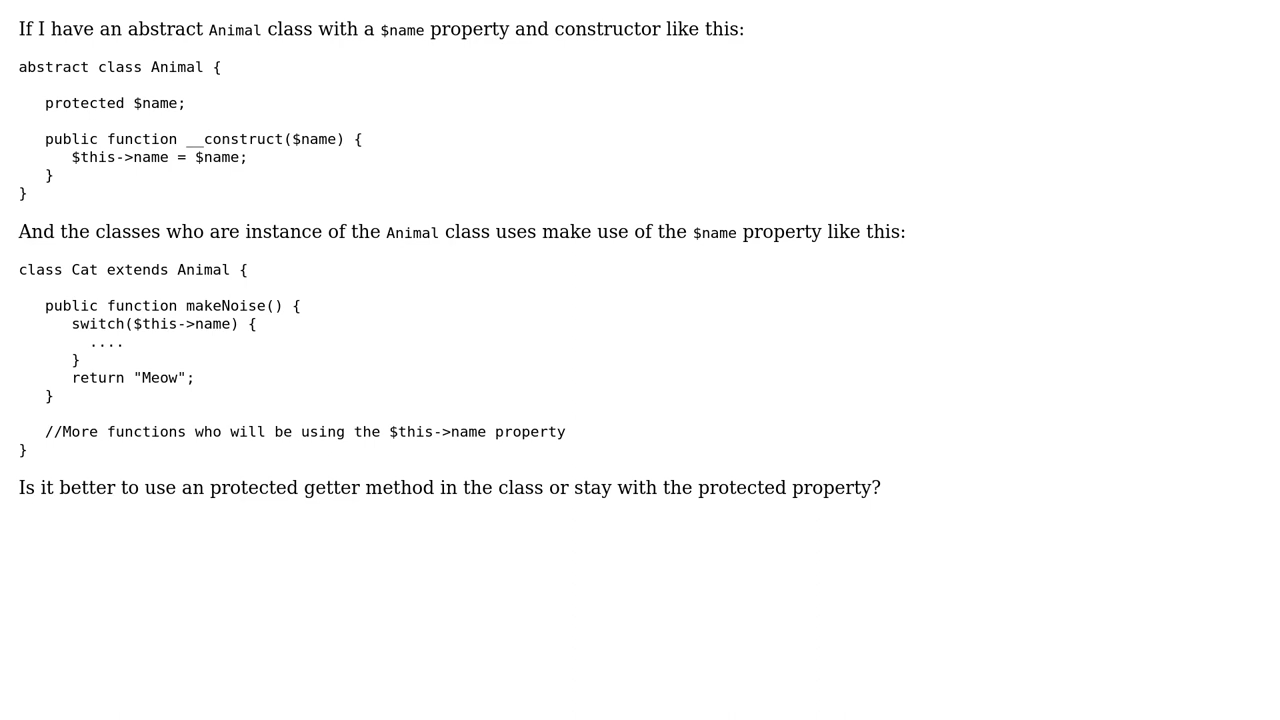 If I have an abstract Animal class with a $name property and constructor like this:
abstract class Animal {
   protected $name;
   public function __construct($name) {
      $this->name = $name;
   }
}
And the classes who are instance of the Animal class uses make use of the $name property like this:
class Cat extends Animal {
   public function makeNoise() {
      switch($this->name) {
        ....
      }
      return "Meow";
   }
   //More functions who will be using the $this->name property
}
Is it better to use an protected getter method in the class or stay with the protected property?